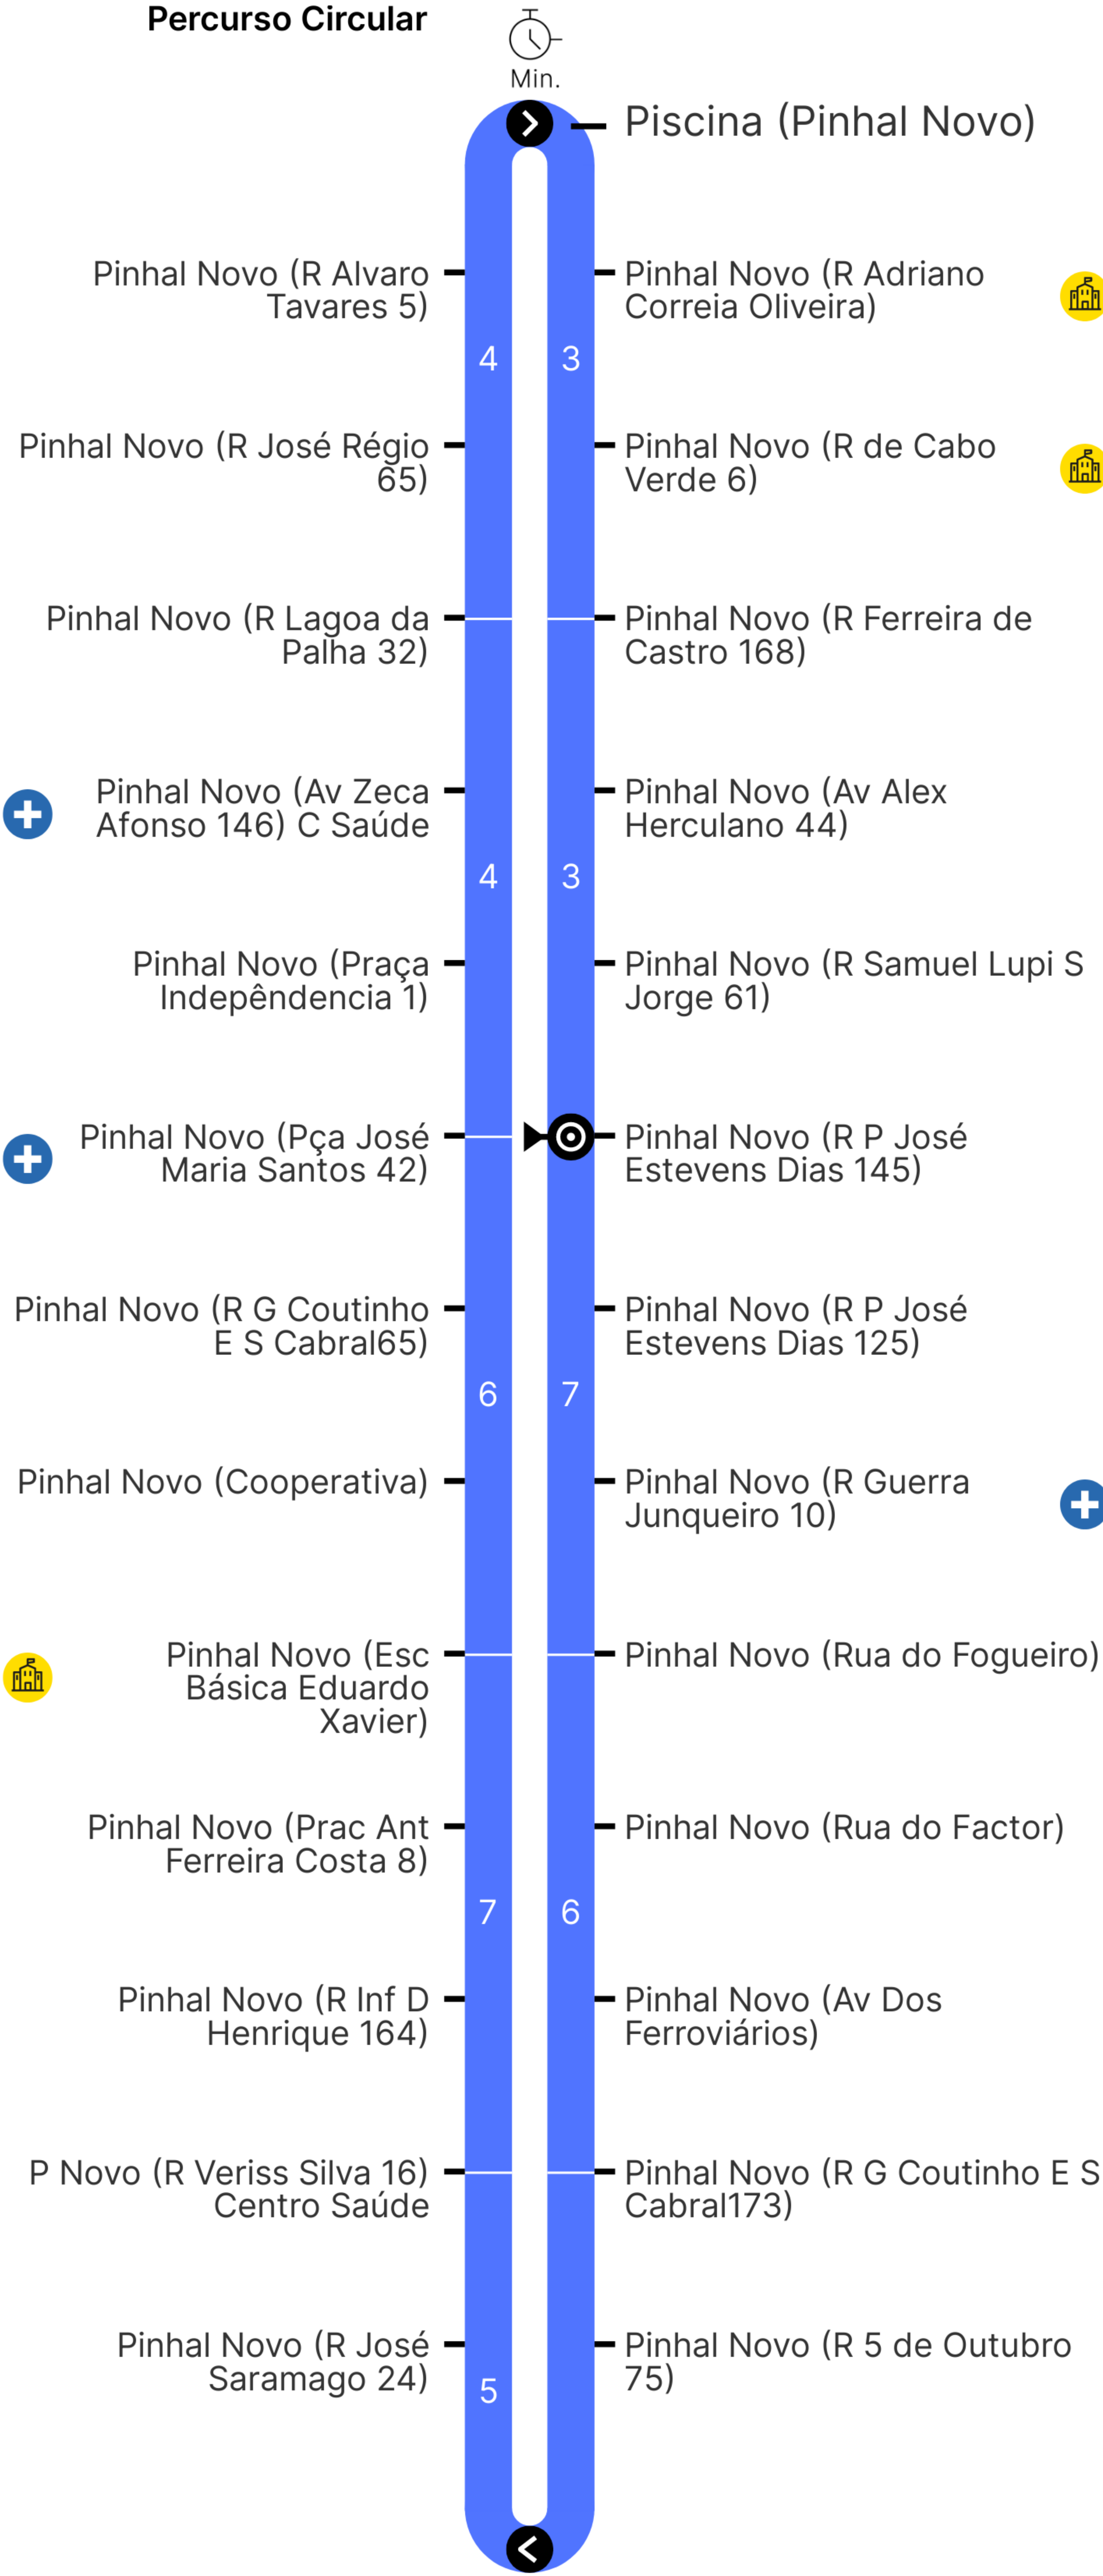 Percurso Circular
Min.
Piscina (Pinhal Novo)
Pinhal Novo (R Alvaro
Tavares 5)
Pinhal Novo (R Adriano
Correia Oliveira)
4
3
Pinhal Novo (R José Régio
65)
Pinhal Novo (R de Cabo
Verde 6)
Pinhal Novo (R Lagoa da
Palha 32)
Pinhal Novo (R Ferreira de
Castro 168)
Pinhal Novo (Av Zeca
Afonso 146) C Saúde
Pinhal Novo (Av Alex
Herculano 44)
4
3
Pinhal Novo (Praça
Indepêndencia 1)
Pinhal Novo (R Samuel Lupi S
Jorge 61)
Pinhal Novo (Pça José
Maria Santos 42)
Pinhal Novo (R P José
Estevens Dias 145)
Pinhal Novo (R G Coutinho
E S Cabral65)
Pinhal Novo (R P José
Estevens Dias 125)
6
7
Pinhal Novo (Cooperativa)
Pinhal Novo (R Guerra
Junqueiro 10)
Pinhal Novo (Esc
Básica Eduardo
Xavier)
Pinhal Novo (Rua do Fogueiro)
Pinhal Novo (Prac Ant
Ferreira Costa 8)
Pinhal Novo (Rua do Factor)
7
6
Pinhal Novo (R Inf D
Henrique 164)
Pinhal Novo (Av Dos
Ferroviários)
P Novo (R Veriss Silva 16)
Centro Saúde
Pinhal Novo (R G Coutinho E S
Cabral173)
Pinhal Novo (R José
Saramago 24)
Pinhal Novo (R 5 de Outubro
75)
5